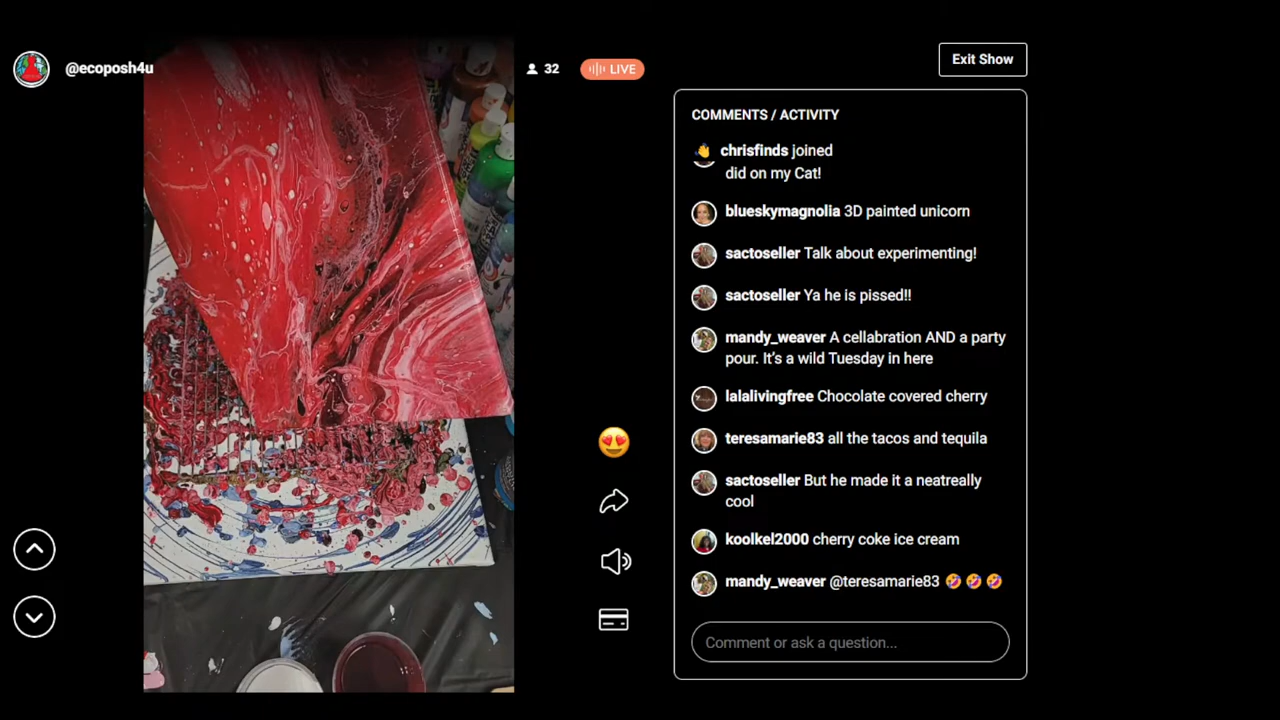 @ecoposh4u
32
LIVE
Exit Show
COMMENTS / ACTIVITY
chrisfinds joined
did on my Cat!
blueskymagnolia 3D painted unicorn
sactoseller Talk about experimenting!
sactoseller Ya he is pissed!!
mandy_weaver A cellabration AND a party
pour. It's a wild Tuesday in here
lalalivingfree Chocolate covered cherry
teresamarie83 all the tacos and tequila
sactoseller But he made it a neatreally
cool
koolkel2000 cherry coke ice cream
mandy_weaver @teresamarie83 🤣 🤣 🤣
Comment or ask a question...